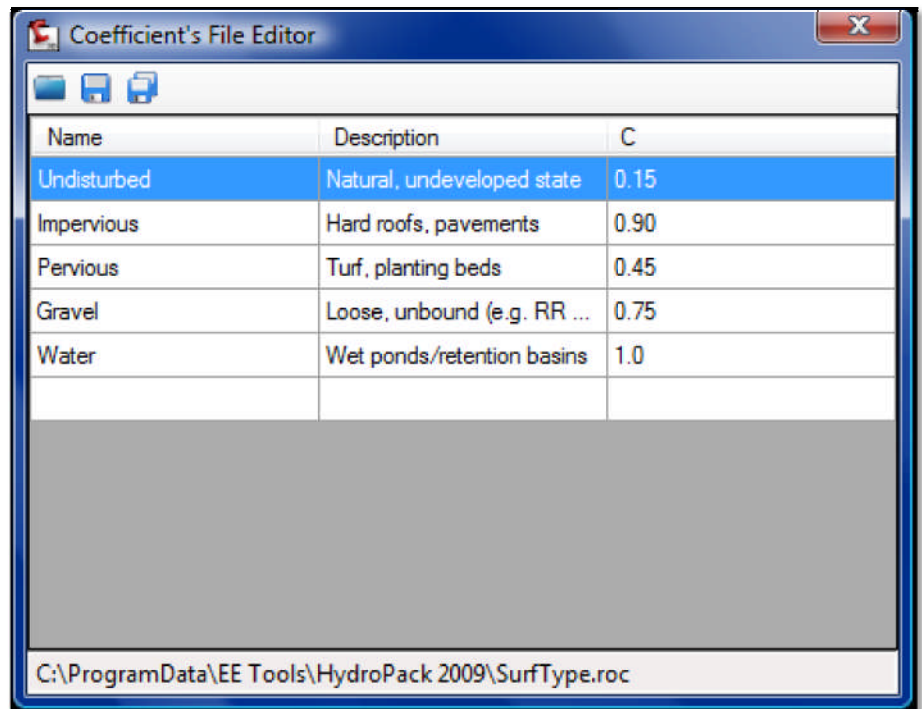 Coefficient's File Editor
Name Description C
Undisturbed Natural, undeveloped state 0.15
Impervious Hard roofs, pavements 0.90
Pervious Turf, planting beds 0.45
Gravel Loose, unbound (e.g. RR ... 0.75
Water Wet ponds/retention basins 1.0
C:\ProgramData\EE Tools\HydroPack 2009\SurfType.roc